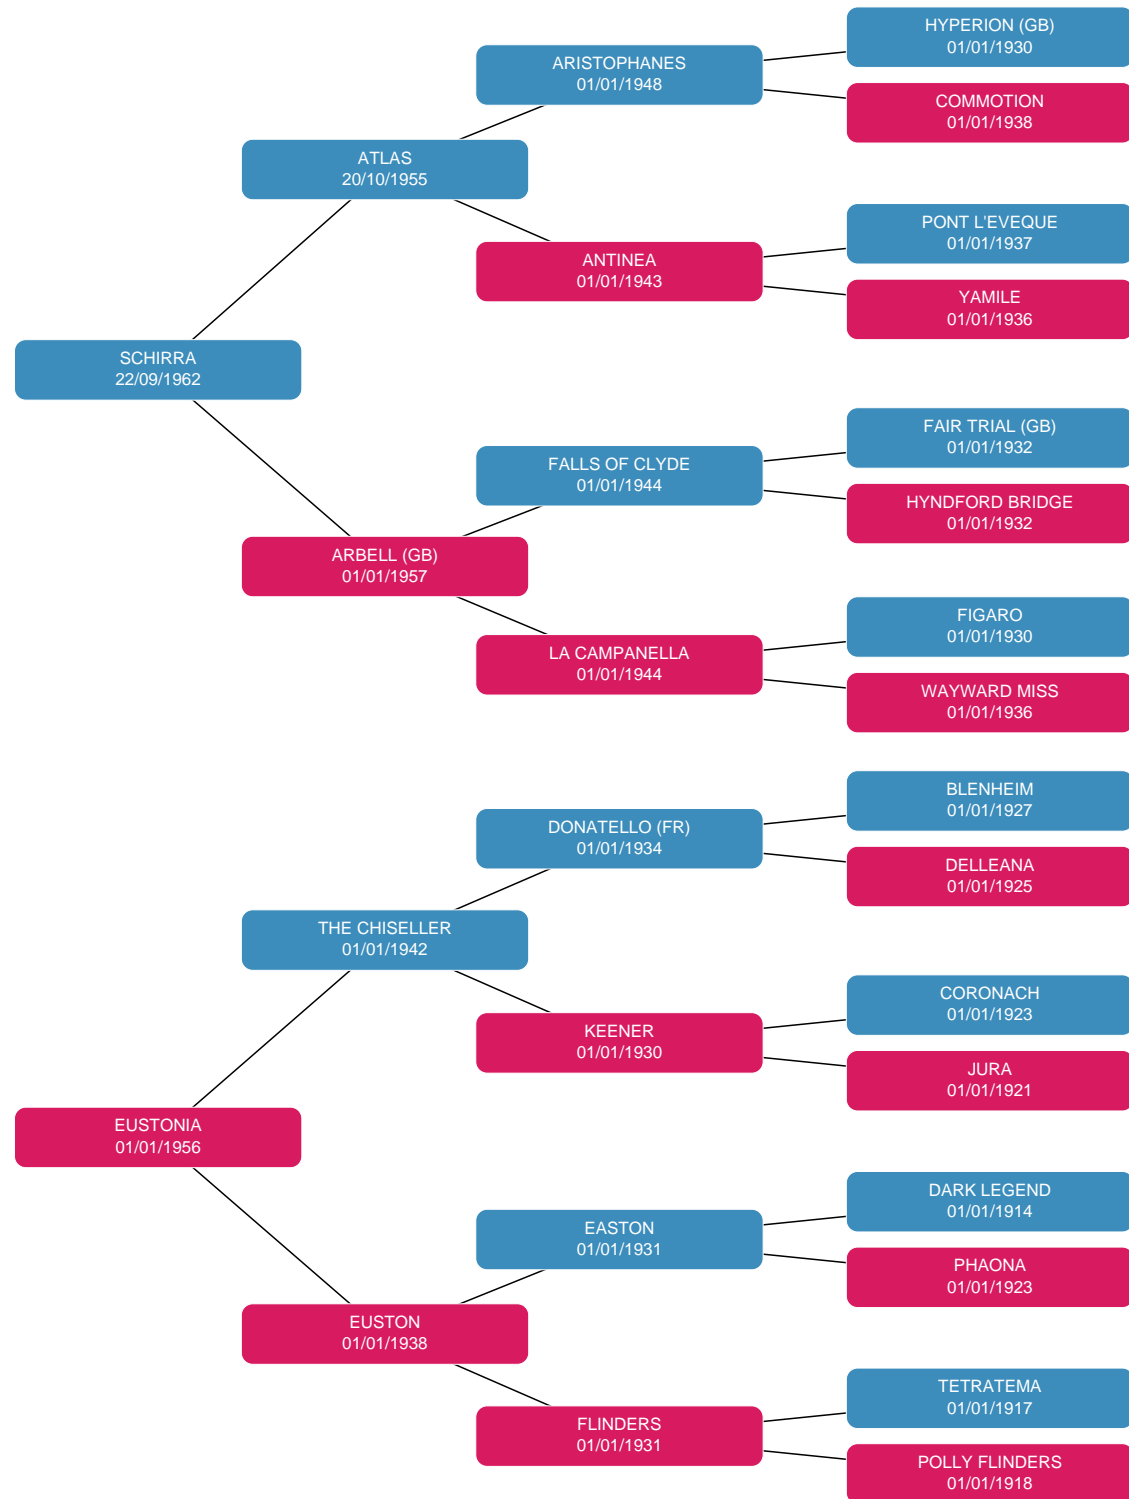 HYPERION (GB)
01/01/1930
ARISTOPHANES
01/01/1948
COMMOTION
01/01/1938
ATLAS
20/10/1955
PONT L'EVEQUE
01/01/1937
ANTINEA
01/01/1943
YAMILE
01/01/1936
SCHIRRA
22/09/1962
FAIR TRIAL (GB)
01/01/1932
FALLS OF CLYDE
01/01/1944
HYNDFORD BRIDGE
01/01/1932
ARBELL (GB)
01/01/1957
FIGARO
01/01/1930
LA CAMPANELLA
01/01/1944
WAYWARD MISS
01/01/1936
BLENHEIM
01/01/1927
DONATELLO (FR)
01/01/1934
DELLEANA
01/01/1925
THE CHISELLER
01/01/1942
CORONACH
01/01/1923
KEENER
01/01/1930
JURA
01/01/1921
EUSTONIA
01/01/1956
DARK LEGEND
01/01/1914
EASTON
01/01/1931
PHAONA
01/01/1923
EUSTON
01/01/1938
TETRATEMA
01/01/1917
FLINDERS
01/01/1931
POLLY FLINDERS
01/01/1918